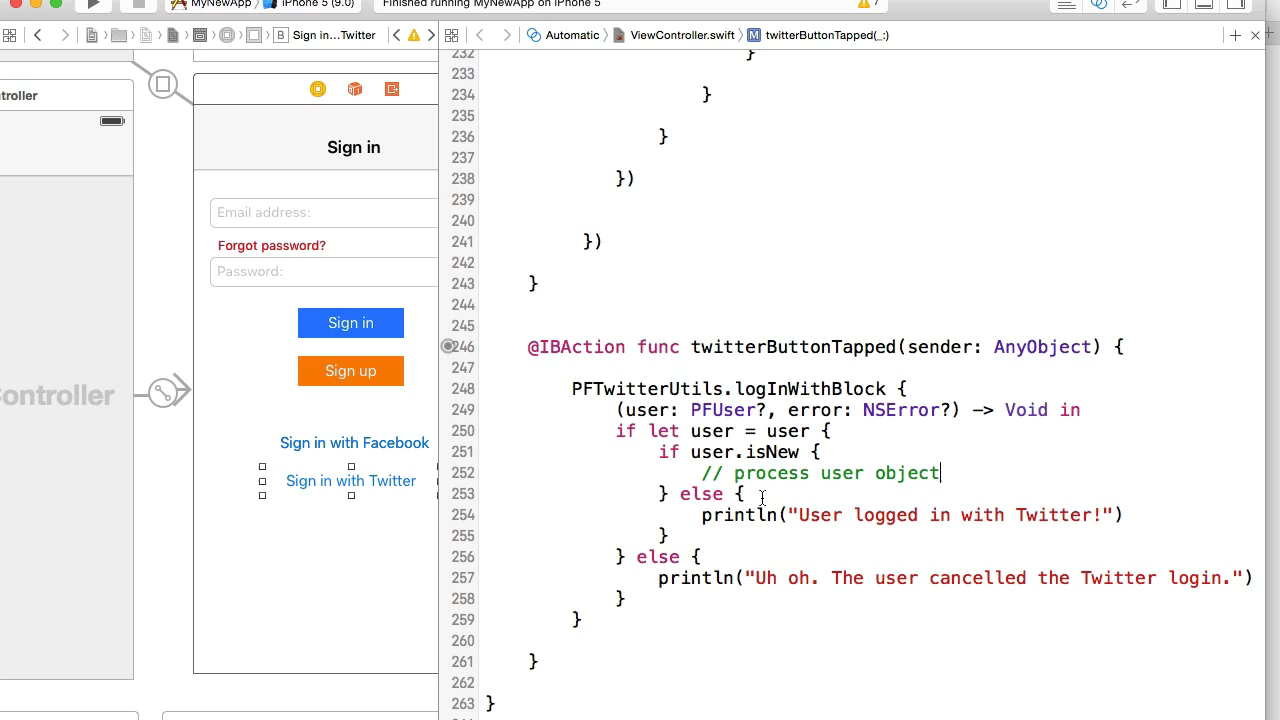 MyNewApp
iPhone 5 (9.0)
Finished running MyNewApp on iPhone 5
7
B Sign in...Twitter
Automatic
ViewController.swift
M twitterButtonTapped(_:)
troller
Sign in
Email address:
Forgot password?
Password:
Sign in
Sign up
ontroller
Sign in with Facebook
Sign in with Twitter
232 }
233
234 }
235
236 }
237
238 })
239
240
241 })
242
243 }
244
245
246 @IBAction func twitterButtonTapped(sender: AnyObject) {
247
248 PFTwitterUtils.logInWithBlock {
249 (user: PFUser?, error: NSError?) -> Void in
250 if let user = user {
251 if user.isNew {
252 // process user object
253 } else {
254 println("User logged in with Twitter!")
255 }
256 } else {
257 println("Uh oh. The user cancelled the Twitter login.")
258 }
259 }
260
261 }
262
263 }